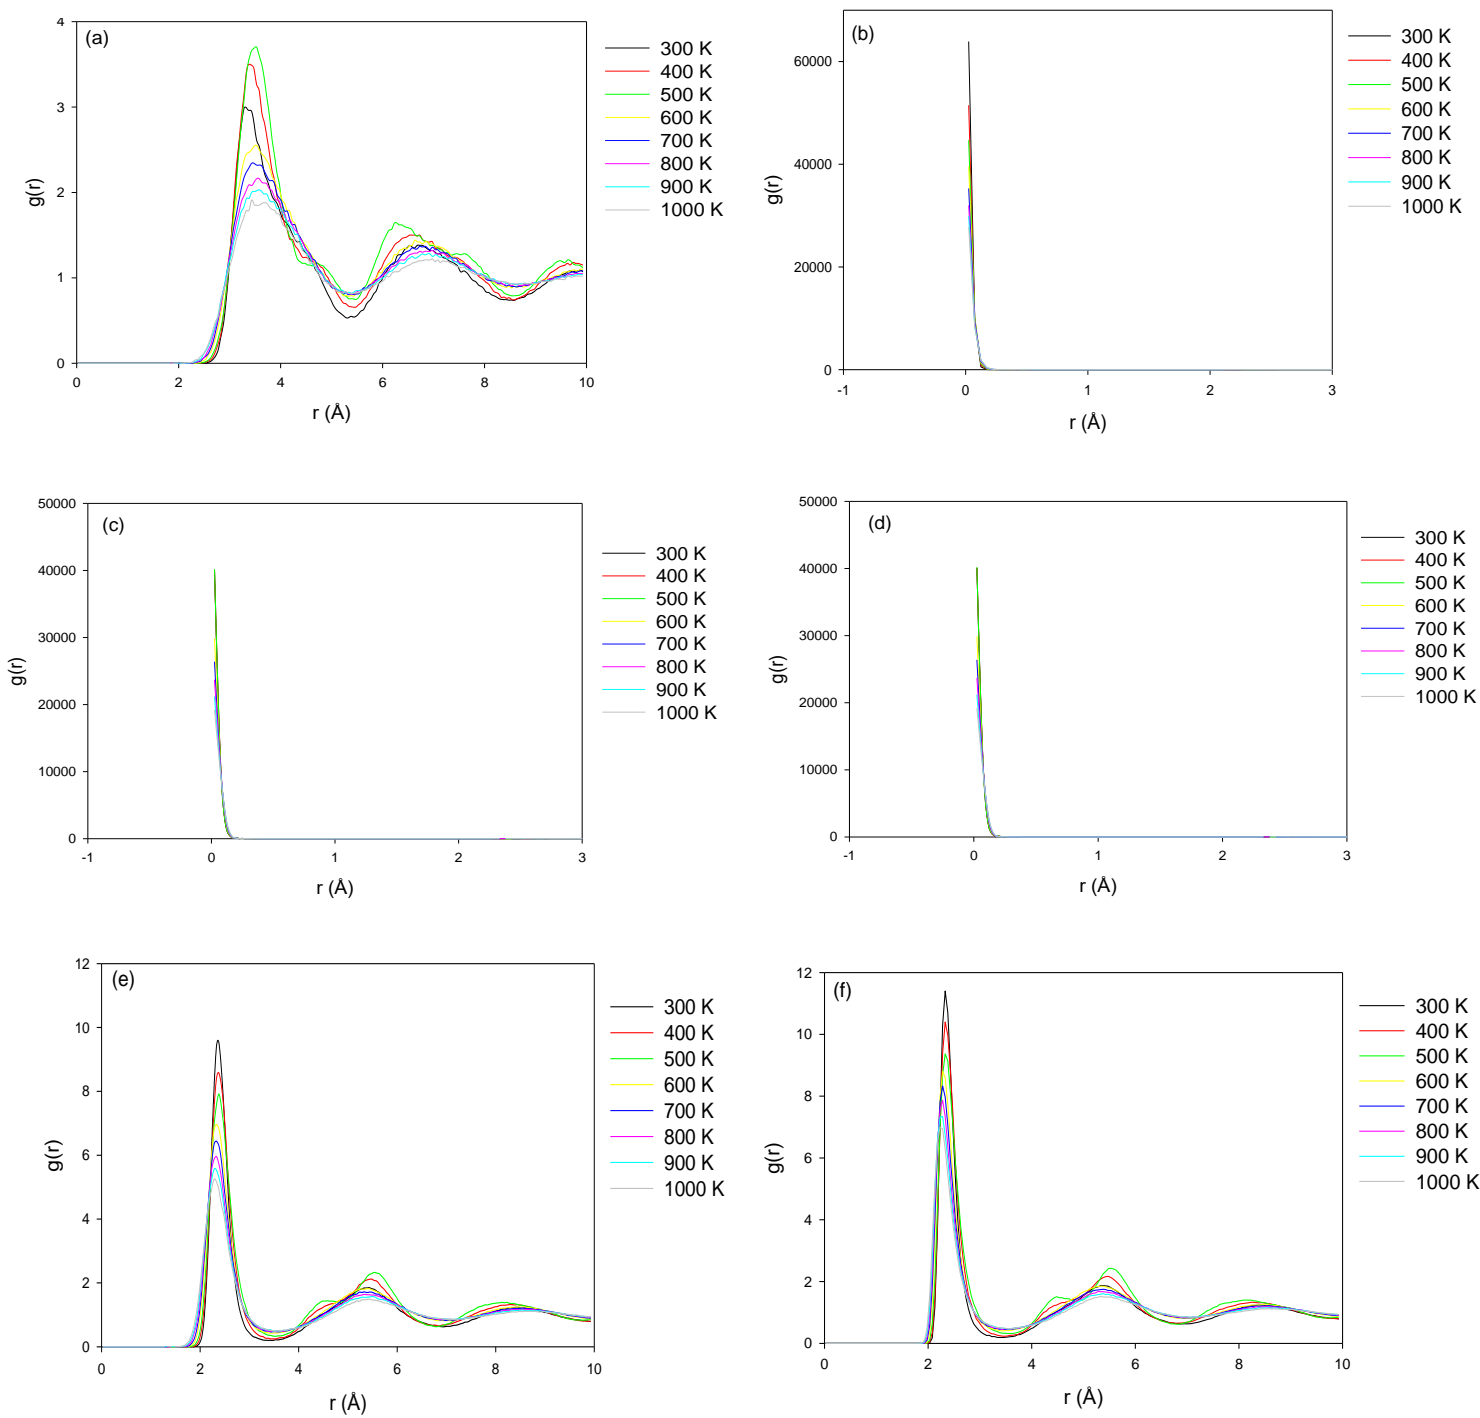 (a)
g(r)
4
3
2
1
0
0 2 4 6 8 10
r (Å)
300 K
400 K
500 K
600 K
700 K
800 K
900 K
1000 K
(b)
g(r)
60000
40000
20000
0
-1 0 1 2 3
r (Å)
300 K
400 K
500 K
600 K
700 K
800 K
900 K
1000 K
(c)
g(r)
50000
40000
30000
20000
10000
0
-1 0 1 2 3
r (Å)
300 K
400 K
500 K
600 K
700 K
800 K
900 K
1000 K
(d)
g(r)
50000
40000
30000
20000
10000
0
-1 0 1 2 3
r (Å)
300 K
400 K
500 K
600 K
700 K
800 K
900 K
1000 K
(e)
g(r)
12
10
8
6
4
2
0
0 2 4 6 8 10
r (Å)
300 K
400 K
500 K
600 K
700 K
800 K
900 K
1000 K
(f)
g(r)
12
10
8
6
4
2
0
0 2 4 6 8 10
r (Å)
300 K
400 K
500 K
600 K
700 K
800 K
900 K
1000 K